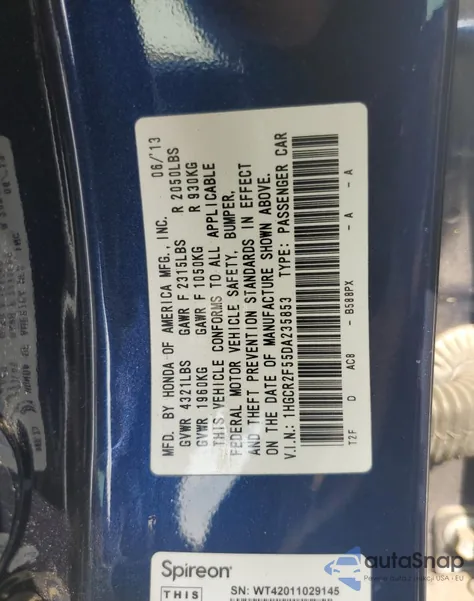 MFD. BY HONDA OF AMERICA MFG., INC. 06/'13
GVWR 4321LBS GAWR F 2315LBS R 2050LBS
GVWR 1960KG GAWR F 1050KG R 930KG
THIS VEHICLE CONFORMS TO ALL APPLICABLE
FEDERAL MOTOR VEHICLE SAFETY, BUMPER,
AND THEFT PREVENTION STANDARDS IN EFFECT
ON THE DATE OF MANUFACTURE SHOWN ABOVE.
V.I.N.: 1HGCR2F55DA235853 TYPE: PASSENGER CAR
T2F D AC8 - B588PX - A - A
Spireon
SN: WT42011029145
THIS
autoSnap